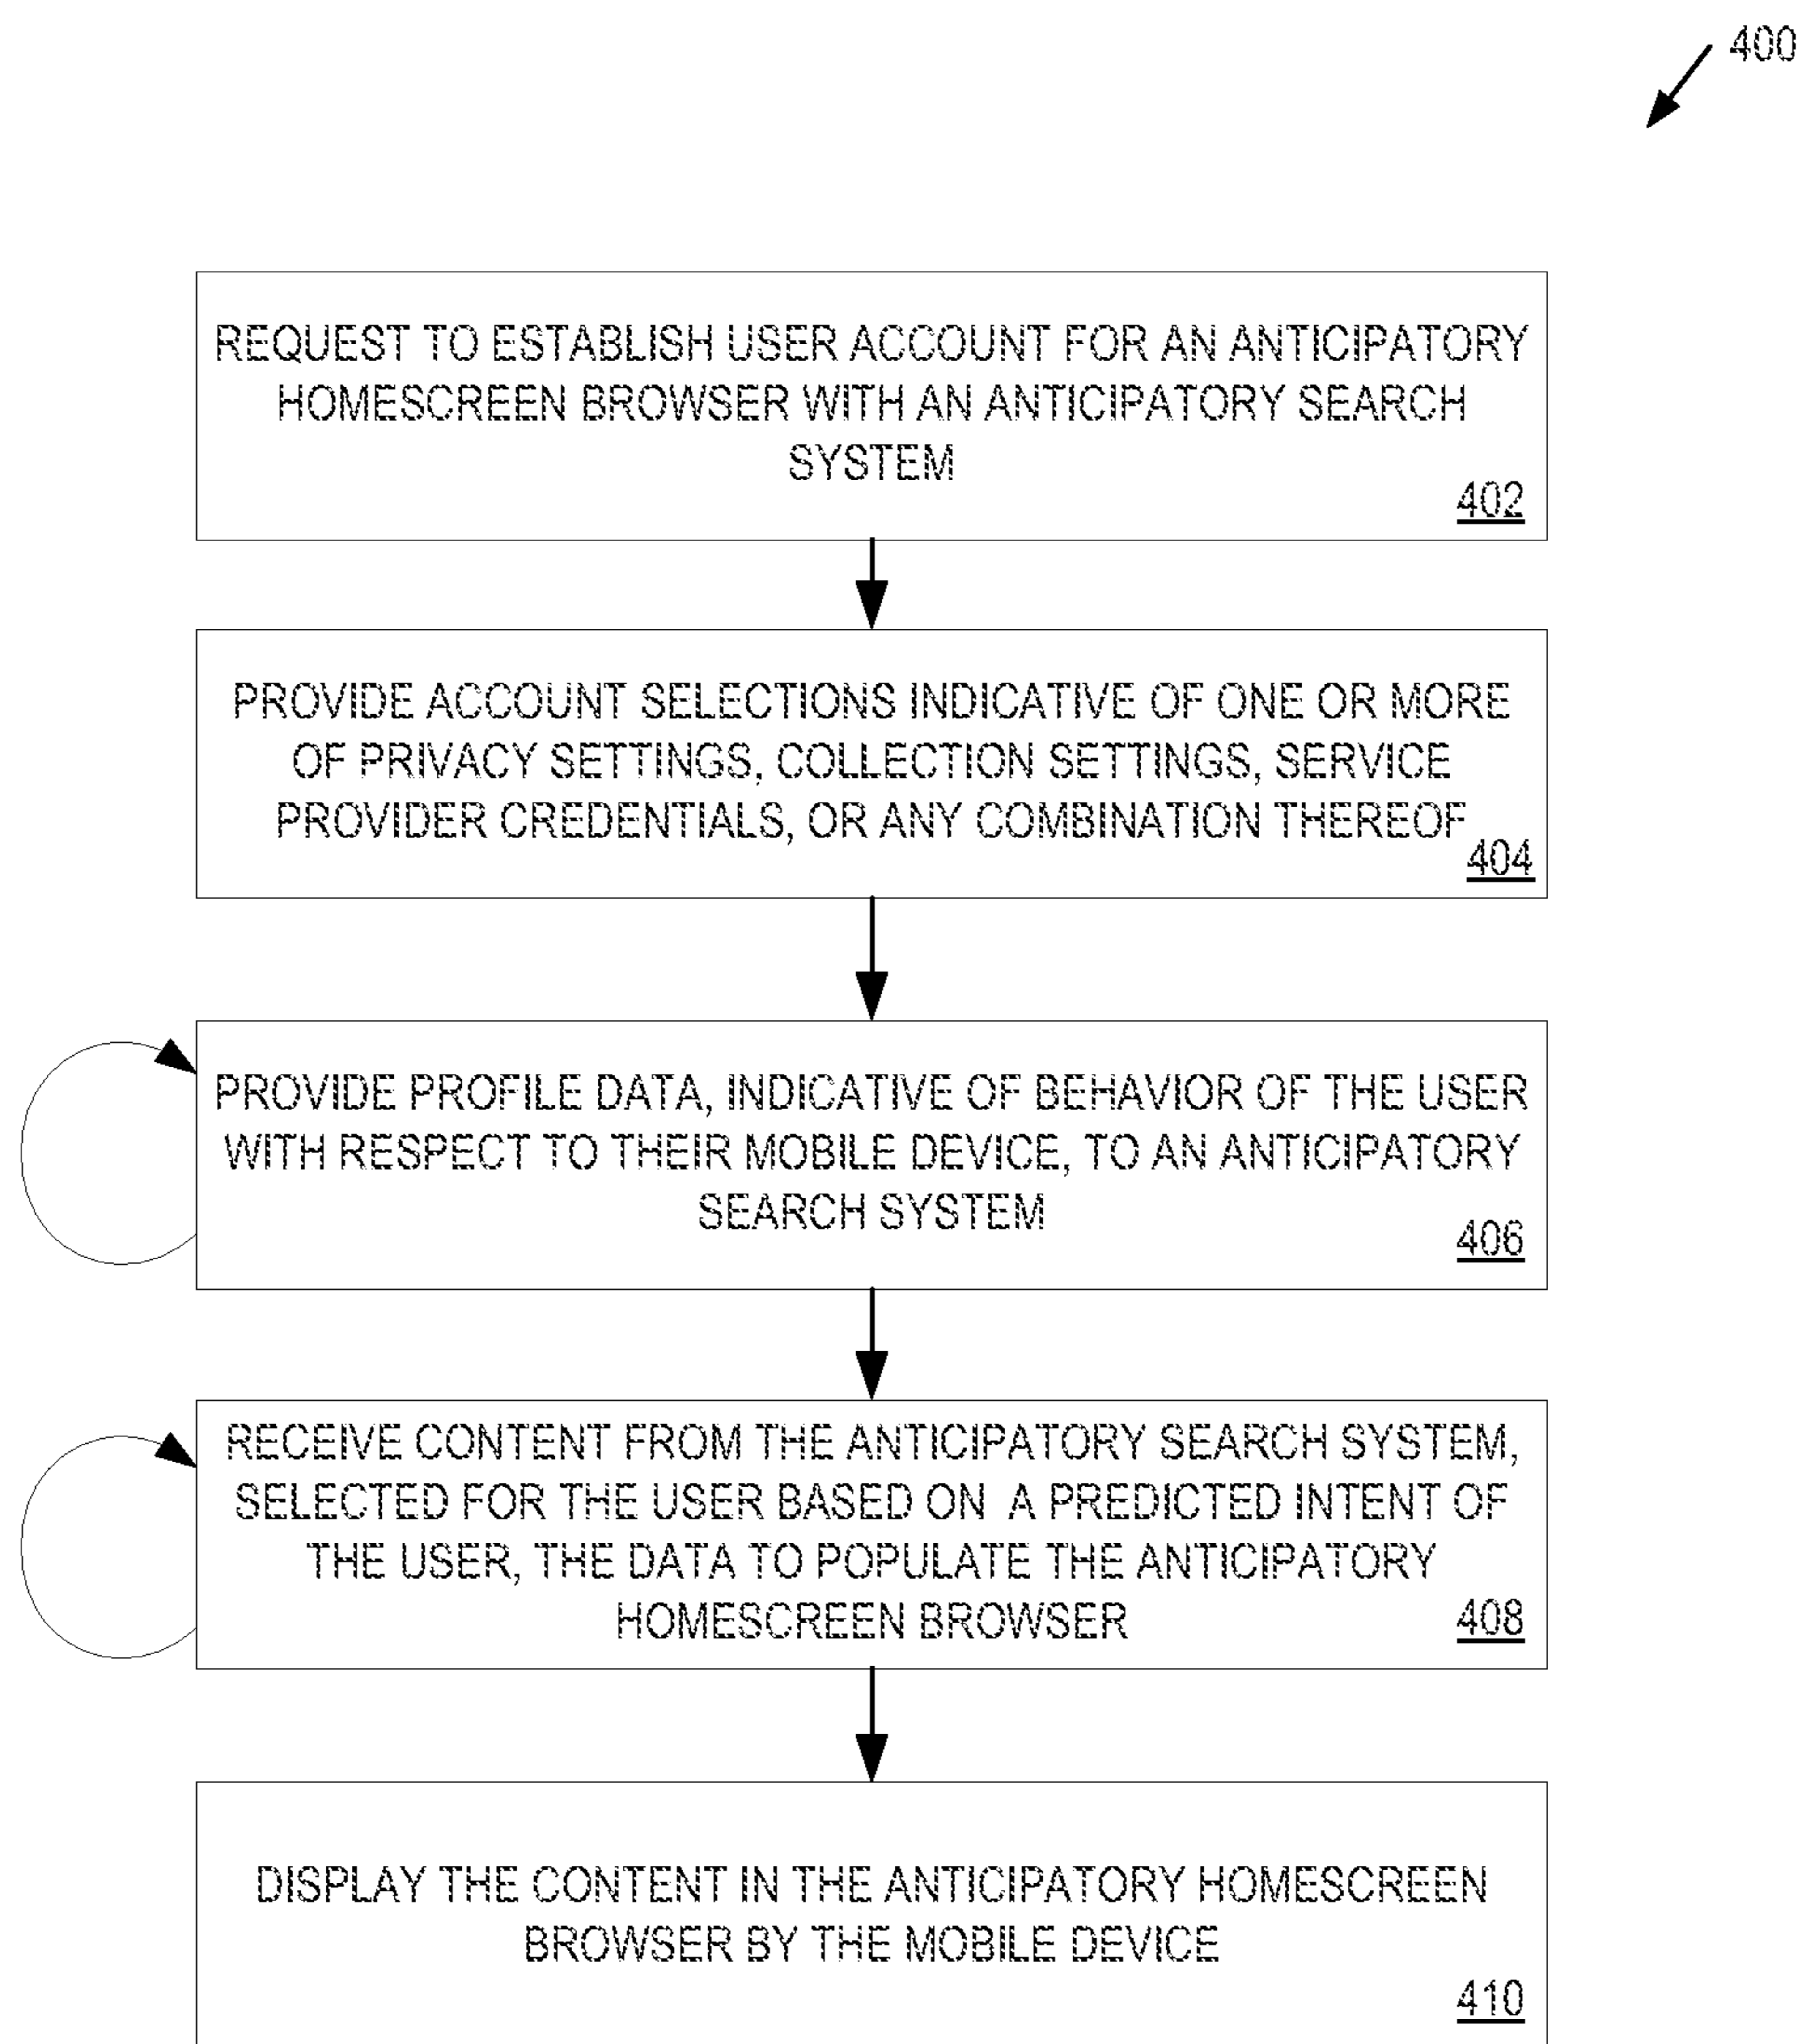 400
REQUEST TO ESTABLISH USER ACCOUNT FOR AN ANTICIPATORY
HOMESCREEN BROWSER WITH AN ANTICIPATORY SEARCH
SYSTEM
402
PROVIDE ACCOUNT SELECTIONS INDICATIVE OF ONE OR MORE
OF PRIVACY SETTINGS, COLLECTION SETTINGS, SERVICE
PROVIDER CREDENTIALS, OR ANY COMBINATION THEREOF
404
PROVIDE PROFILE DATA, INDICATIVE OF BEHAVIOR OF THE USER
WITH RESPECT TO THEIR MOBILE DEVICE, TO AN ANTICIPATORY
SEARCH SYSTEM
406
RECEIVE CONTENT FROM THE ANTICIPATORY SEARCH SYSTEM,
SELECTED FOR THE USER BASED ON A PREDICTED INTENT OF
THE USER, THE DATA TO POPULATE THE ANTICIPATORY
HOMESCREEN BROWSER
408
DISPLAY THE CONTENT IN THE ANTICIPATORY HOMESCREEN
BROWSER BY THE MOBILE DEVICE
410